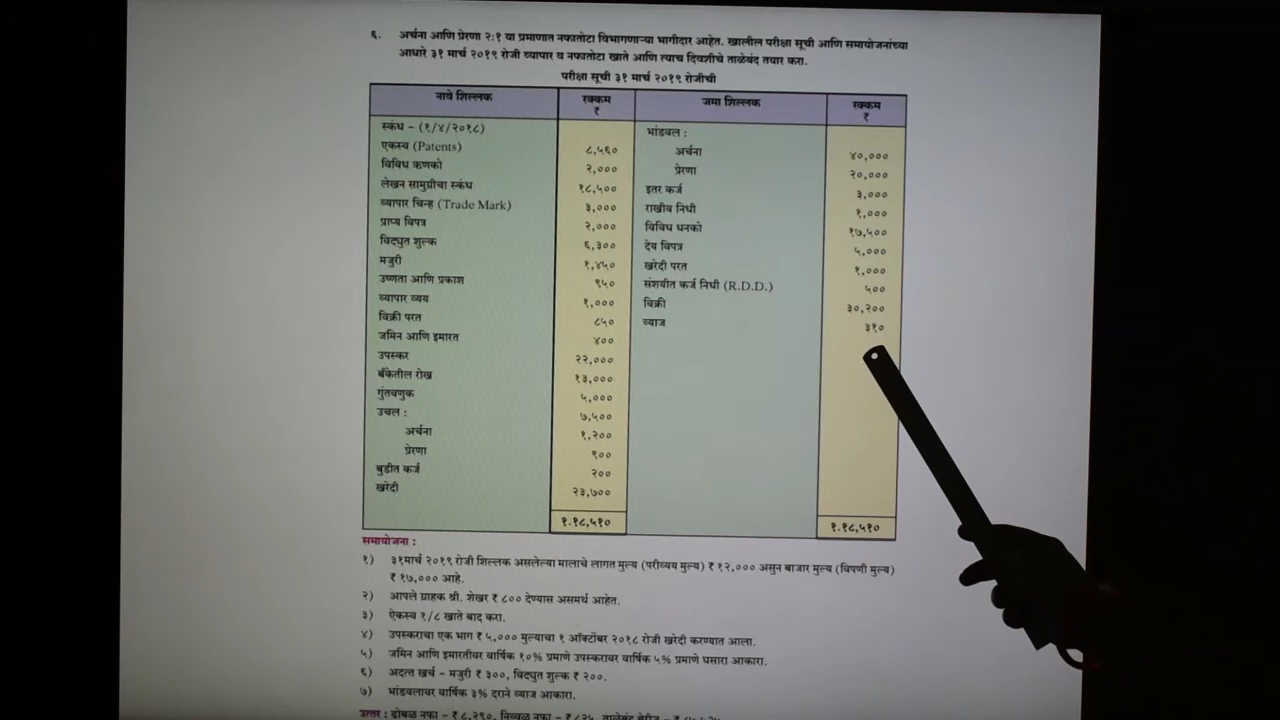 ६. अर्चना आणि प्रेरणा २:१ या प्रमाणात नफातोटा विभागणाऱ्या भागीदार आहेत. खालील परीक्षा सूची आणि समायोजनांच्या
आधारे ३१ मार्च २०१९ रोजी व्यापार व नफातोटा खाते आणि त्याच दिवशीचे ताळेबंद तयार करा.
परीक्षा सूची ३१ मार्च २०१९ रोजीची
नावे शिल्लक रक्कम ₹ जमा शिल्लक रक्कम ₹
स्कंध – (१/४/२०१८) ८,५६० भांडवल :
एकस्व (Patents) २,००० अर्चना ४०,०००
विविध ऋणको १८,५०० प्रेरणा २०,०००
लेखन सामुग्रीचा स्कंध ३,००० इतर कर्ज ३,०००
व्यापार चिन्ह (Trade Mark) २,००० राखीव निधी १,०००
प्राप्य विपत्र ६,३०० विविध धनको १७,५००
विद्युत शुल्क १,४५० देय विपत्र ५,०००
मजुरी ९५० खरेदी परत १,०००
उष्णता आणि प्रकाश १,००० संशयीत कर्ज निधी (R.D.D.) ५००
व्यापार व्यय ८५० विक्री ३०,२००
विक्री परत ४०० व्याज ३१०
जमिन आणि इमारत २२,०००
उपस्कर १३,०००
बँकेतील रोख ५,०००
गुंतवणुक ७,५००
उचल :
अर्चना १,२००
प्रेरणा ९००
बुडीत कर्ज २००
खरेदी २३,७००
१.१८,५१० १.१८,५१०
समायोजना :
१) ३१मार्च २०१९ रोजी शिल्लक असलेल्या मालाचे लागत मुल्य (परीव्यय मुल्य) ₹ १२,००० असुन बाजार मुल्य (विपणी मुल्य)
₹ १७,००० आहे.
२) आपले ग्राहक श्री. शेखर ₹ ८०० देण्यास असमर्थ आहेत.
३) ऐकस्व १/८ खाते बाद करा.
४) उपस्कराचा एक भाग ₹ ५,००० मुल्याचा १ ऑक्टोंबर २०१८ रोजी खरेदी करण्यात आला.
५) जमिन आणि इमारतीवर वार्षिक १०% प्रमाणे उपस्करावर वार्षिक ५% प्रमाणे घसारा आकारा.
६) अदत्त खर्च – मजुरी ₹ ३००, विद्युत शुल्क ₹ २००.
७) भांडवलावर वार्षिक ३% दराने व्याज आकारा.
उत्तर : ढोबळ नफा – ₹ ८,२९०, निव्वळ नफा – ₹ ८२५, ताळेबंद बेरीज –